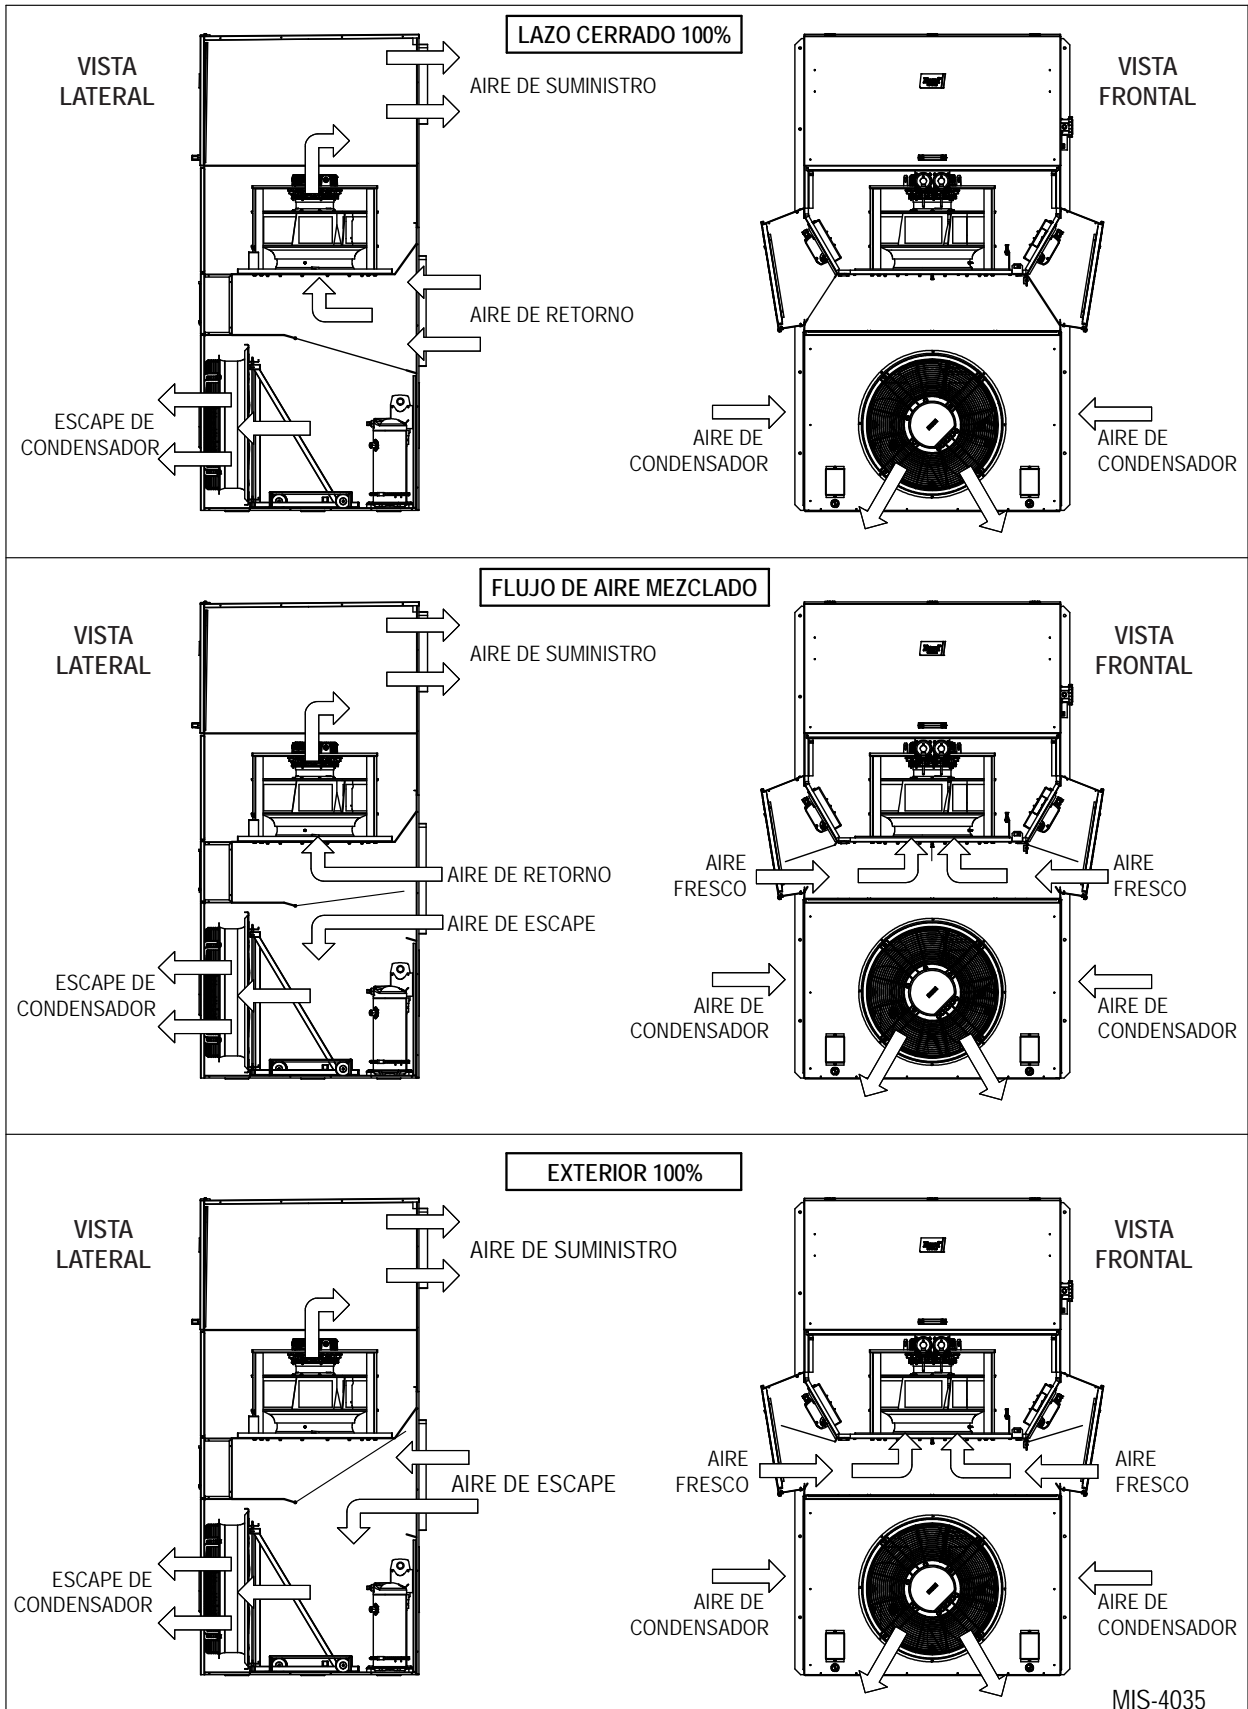 LAZO CERRADO 100%
VISTA
LATERAL
AIRE DE SUMINISTRO
VISTA
FRONTAL
AIRE DE RETORNO
ESCAPE DE
CONDENSADOR
AIRE DE
CONDENSADOR
AIRE DE
CONDENSADOR
FLUJO DE AIRE MEZCLADO
VISTA
LATERAL
AIRE DE SUMINISTRO
VISTA
FRONTAL
AIRE DE RETORNO
AIRE DE ESCAPE
AIRE
FRESCO
AIRE
FRESCO
ESCAPE DE
CONDENSADOR
AIRE DE
CONDENSADOR
AIRE DE
CONDENSADOR
EXTERIOR 100%
VISTA
LATERAL
AIRE DE SUMINISTRO
VISTA
FRONTAL
AIRE DE ESCAPE
AIRE
FRESCO
AIRE
FRESCO
ESCAPE DE
CONDENSADOR
AIRE DE
CONDENSADOR
AIRE DE
CONDENSADOR
MIS-4035